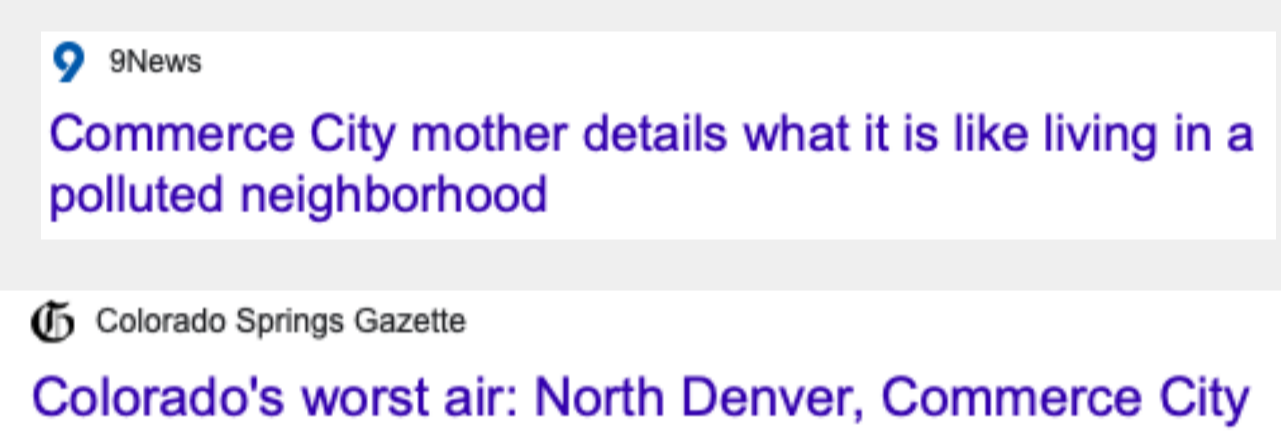 9 9News
Commerce City mother details what it is like living in a
polluted neighborhood
G Colorado Springs Gazette
Colorado's worst air: North Denver, Commerce City